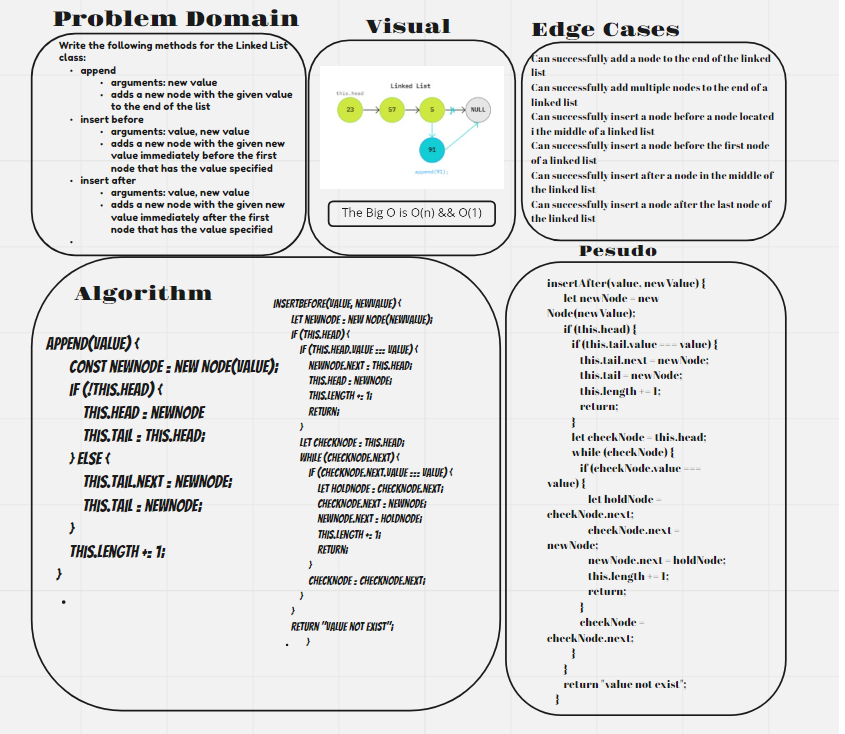 Problem Domain
Write the following methods for the Linked List
class:
• append
• arguments: new value
• adds a new node with the given value
to the end of the list
• insert before
• arguments: value, new value
• adds a new node with the given new
value immediately before the first
node that has the value specified
• insert after
• arguments: value, new value
• adds a new node with the given new
value immediately after the first
node that has the value specified
•
Visual
Linked List
this.head
23
57
5
NULL
91
append(91);
The Big O is O(n) && O(1)
Edge Cases
Can successfully add a node to the end of the linked
list
Can successfully add multiple nodes to the end of a
linked list
Can successfully insert a node before a node located
i the middle of a linked list
Can successfully insert a node before the first node
of a linked list
Can successfully insert after a node in the middle of
the linked list
Can successfully insert a node after the last node of
the linked list
Algorithm
APPEND(VALUE) {
CONST NEWNODE = NEW NODE(VALUE);
IF (!THIS.HEAD) {
THIS.HEAD = NEWNODE
THIS.TAIL = THIS.HEAD;
} ELSE {
THIS.TAIL.NEXT = NEWNODE;
THIS.TAIL = NEWNODE;
}
THIS.LENGTH += 1;
}
•
INSERTBEFORE(VALUE, NEWVALUE) {
LET NEWNODE = NEW NODE(NEWVALUE);
IF (THIS.HEAD) {
IF (THIS.HEAD.VALUE === VALUE) {
NEWNODE.NEXT = THIS.HEAD;
THIS.HEAD = NEWNODE;
THIS.LENGTH += 1;
RETURN;
}
LET CHECKNODE = THIS.HEAD;
WHILE (CHECKNODE.NEXT) {
IF (CHECKNODE.NEXT.VALUE === VALUE) {
LET HOLDNODE = CHECKNODE.NEXT;
CHECKNODE.NEXT = NEWNODE;
NEWNODE.NEXT = HOLDNODE;
THIS.LENGTH += 1;
RETURN;
}
CHECKNODE = CHECKNODE.NEXT;
}
}
RETURN "VALUE NOT EXIST";
• }
Pesudo
insertAfter(value, newValue) {
let newNode = new
Node(newValue);
if (this.head) {
if (this.tail.value === value) {
this.tail.next = newNode;
this.tail = newNode;
this.length += 1;
return;
}
let checkNode = this.head;
while (checkNode) {
if (checkNode.value ===
value) {
let holdNode =
checkNode.next;
checkNode.next =
newNode;
newNode.next = holdNode;
this.length += 1;
return;
}
checkNode =
checkNode.next;
}
}
return "value not exist";
}